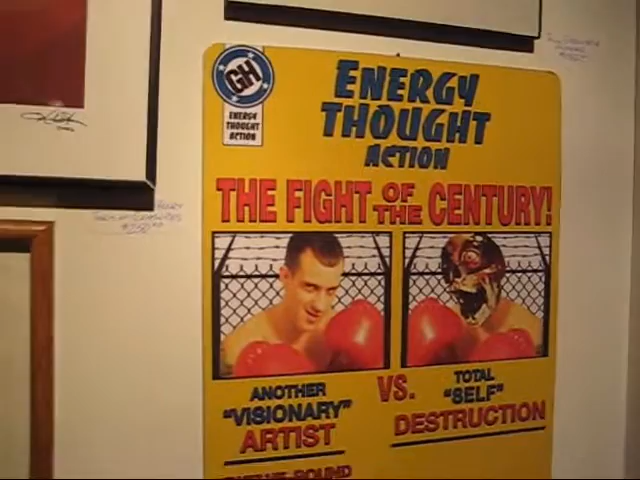 GH
ENERGY
THOUGHT
ACTION
ENERGY
THOUGHT
ACTION
THE FIGHT OF THE CENTURY!
ANOTHER
"VISIONARY"
ARTIST
VS.
TOTAL
"SELF"
DESTRUCTION
ROUND